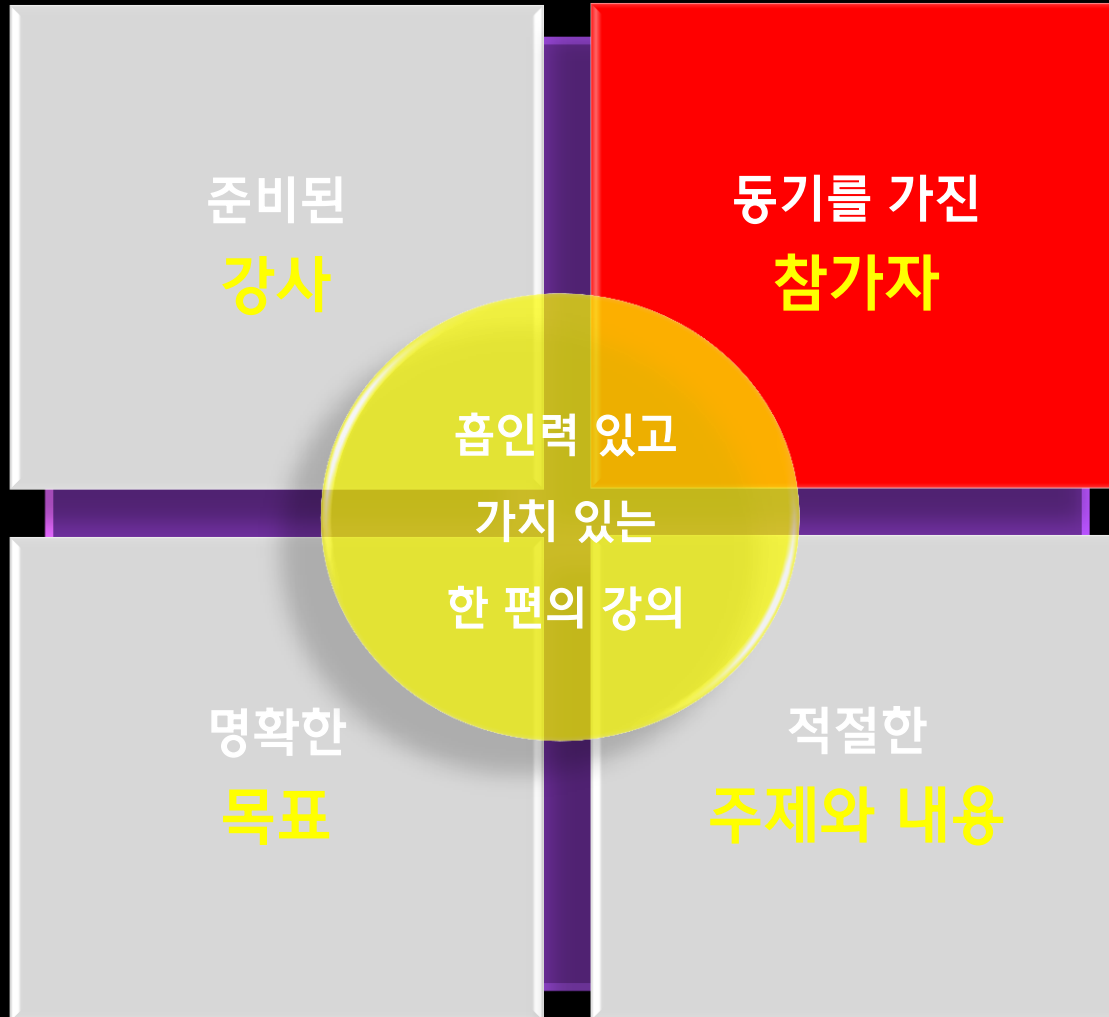 준비된
강사
동기를 가진
참가자
흡인력 있고
가치 있는
한 편의 강의
명확한
목표
적절한
주제와 내용